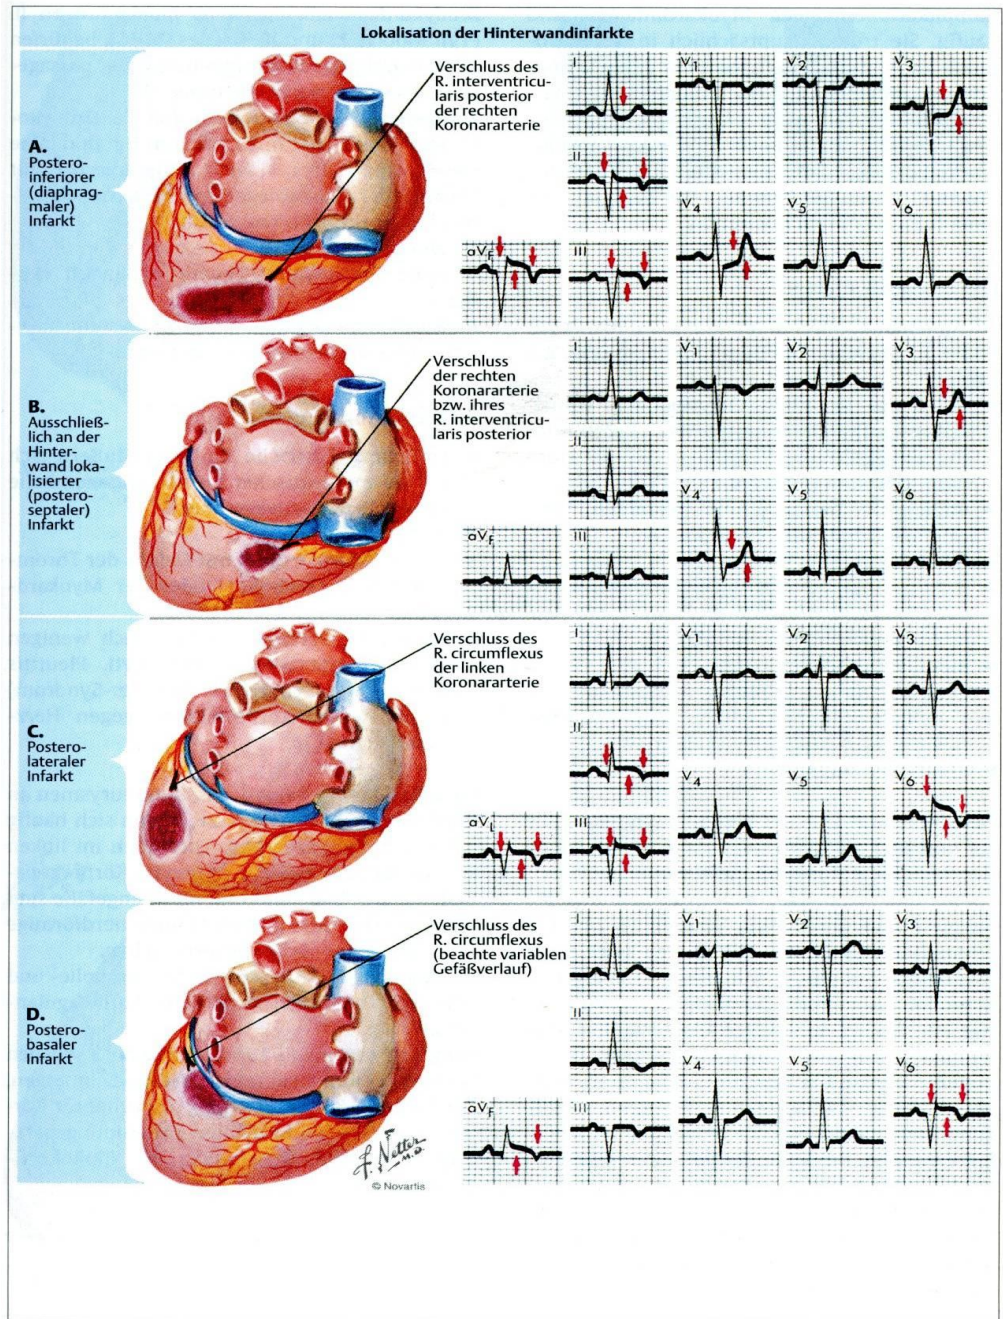 Lokalisation der Hinterwandinfarkte
A.
Postero-
inferiorer
(diaphrag-
maler)
Infarkt
Verschluss des
R. interventricu-
laris posterior
der rechten
Koronararterie
I
V1
V2
V3
II
aVF
III
V4
V5
V6
B.
Ausschließ-
lich an der
Hinter-
wand loka-
lisierter
(postero-
septaler)
Infarkt
Verschluss
der rechten
Koronararterie
bzw. ihres
R. interventricu-
laris posterior
I
V1
V2
V3
II
aVF
III
V4
V5
V6
C.
Postero-
lateraler
Infarkt
Verschluss des
R. circumflexus
der linken
Koronararterie
I
V1
V2
V3
II
aVL
III
V4
V5
V6
D.
Postero-
basaler
Infarkt
Verschluss des
R. circumflexus
(beachte variablen
Gefäßverlauf)
I
V1
V2
V3
II
aVF
III
V4
V5
V6
F. Netter
M.D.
© Novartis